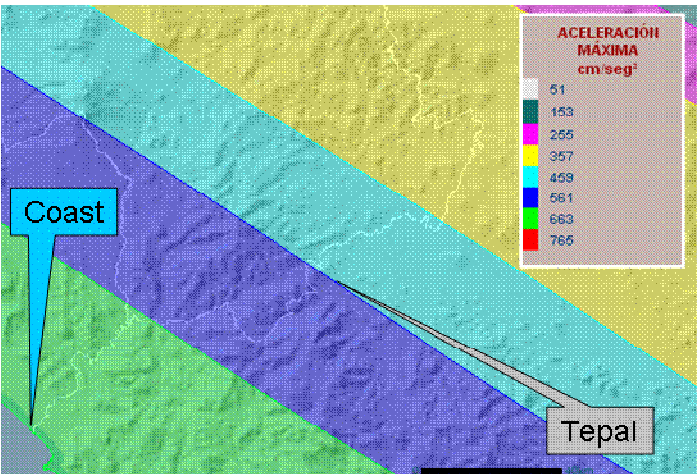 ACELERACIÓN
MÁXIMA
cm/seg²
51
153
255
357
459
561
663
765
Coast
Tepal